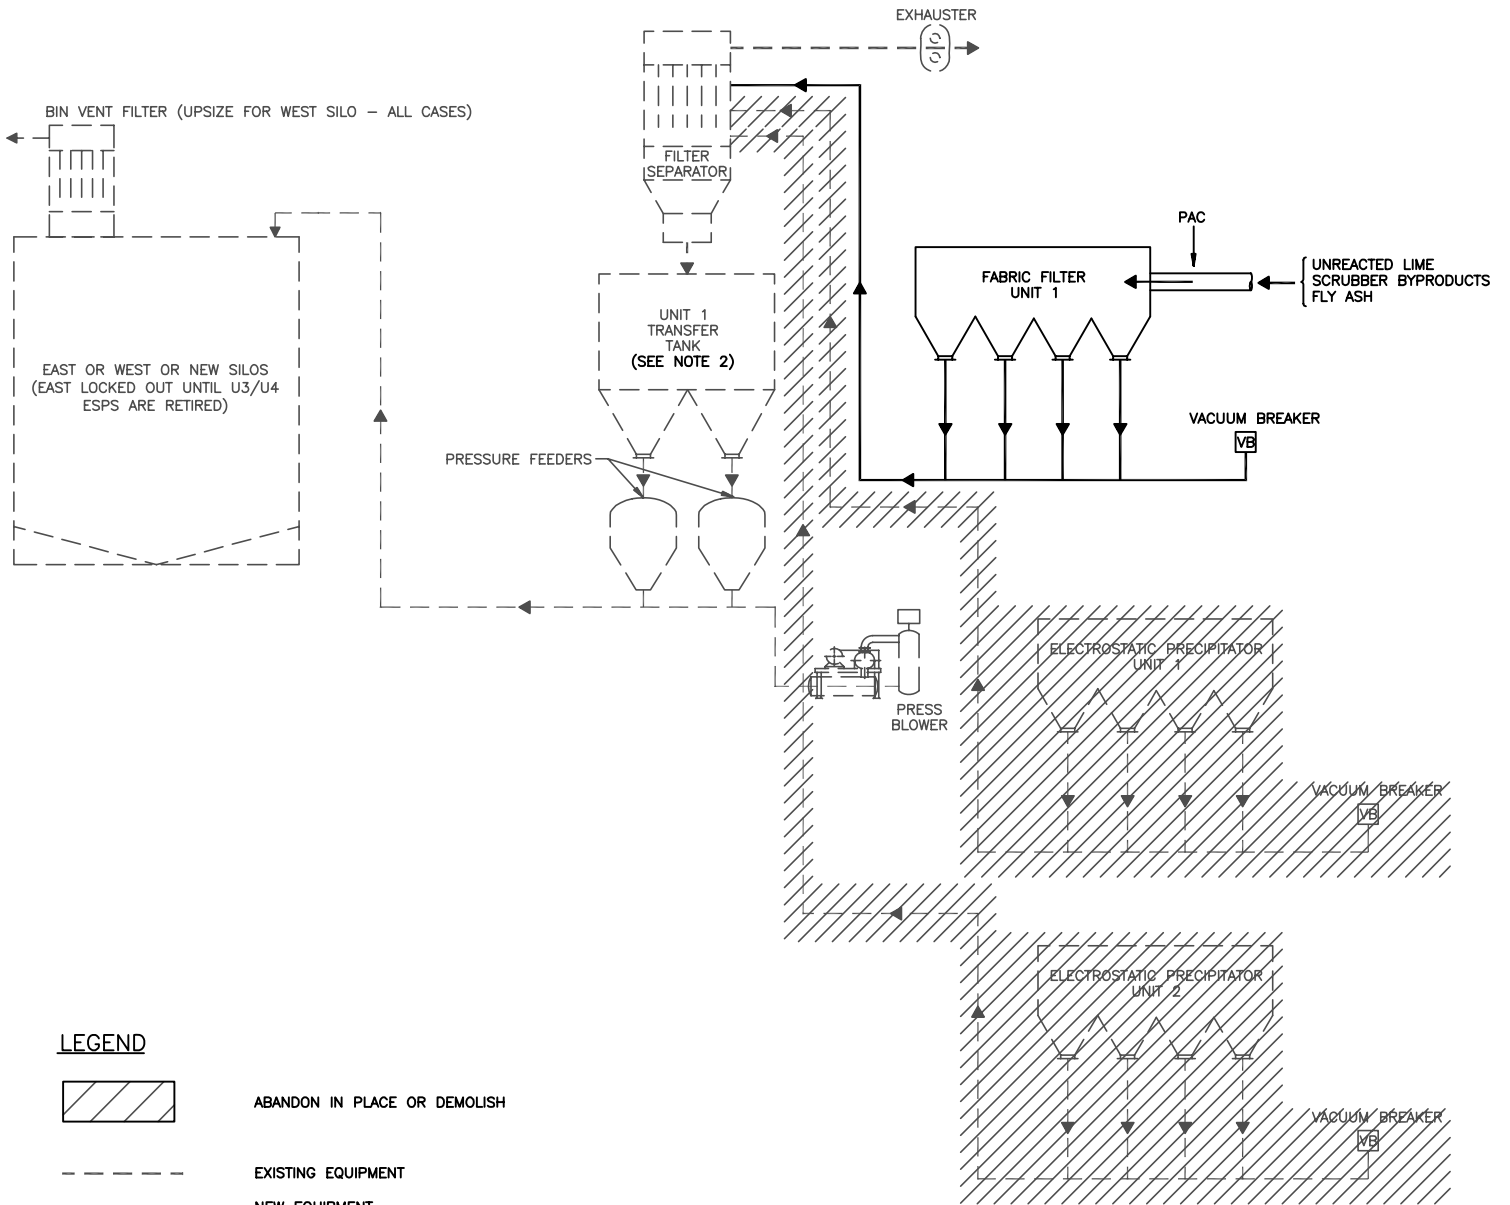 EXHAUSTER
BIN VENT FILTER (UPSIZE FOR WEST SILO – ALL CASES)
FILTER
SEPARATOR
PAC
UNREACTED LIME
SCRUBBER BYPRODUCTS
FLY ASH
FABRIC FILTER
UNIT 1
UNIT 1
TRANSFER
TANK
(SEE NOTE 2)
EAST OR WEST OR NEW SILOS
(EAST LOCKED OUT UNTIL U3/U4
ESPS ARE RETIRED)
VACUUM BREAKER
VB
PRESSURE FEEDERS
ELECTROSTATIC PRECIPITATOR
UNIT 1
PRESS
BLOWER
VACUUM BREAKER
VB
ELECTROSTATIC PRECIPITATOR
UNIT 2
VACUUM BREAKER
VB
LEGEND
ABANDON IN PLACE OR DEMOLISH
EXISTING EQUIPMENT
NEW EQUIPMENT